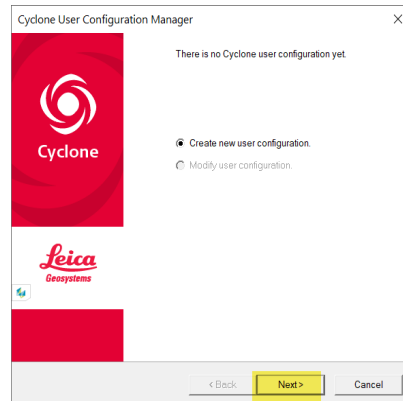 Cyclone User Configuration Manager
There is no Cyclone user configuration yet.
Cyclone
Create new user configuration.
Modify user configuration.
Leica
Geosystems
< Back
Next >
Cancel